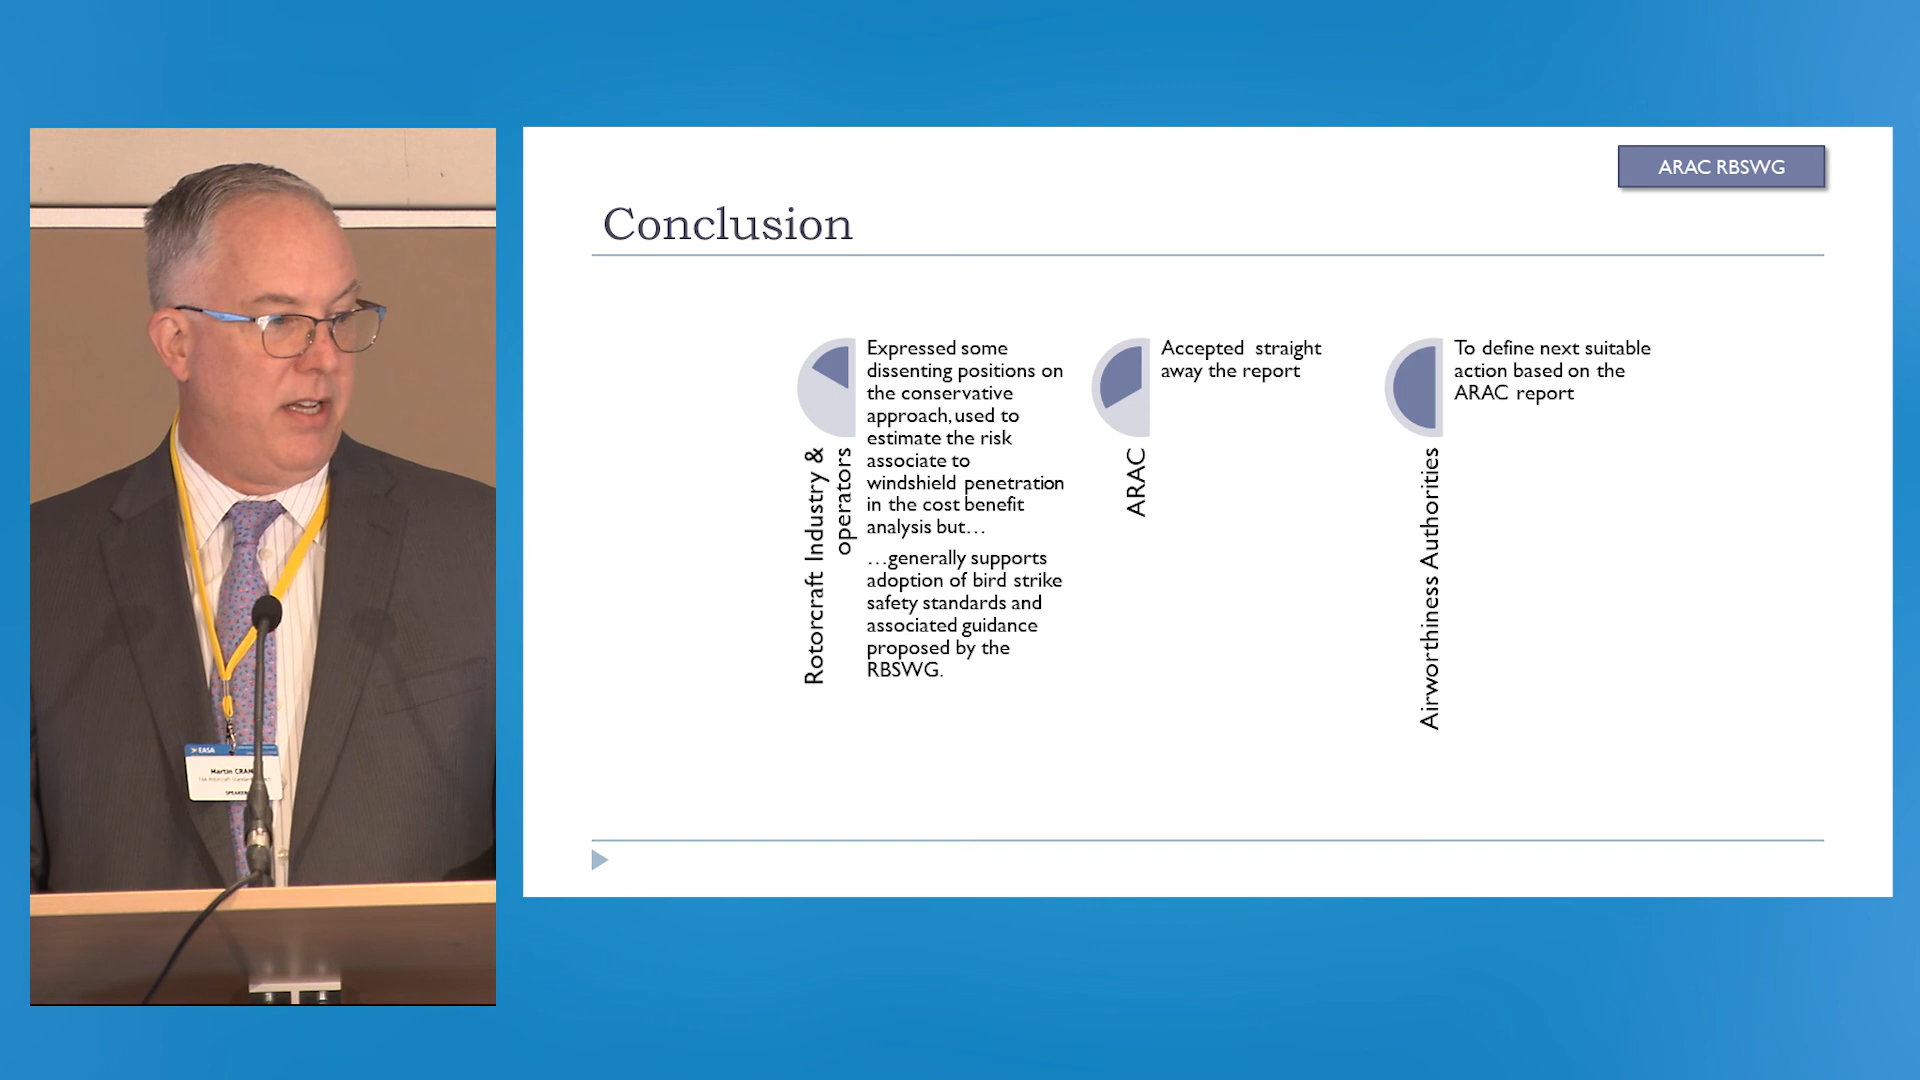 ARAC RBSWG
Conclusion
Rotorcraft Industry &
operators
Expressed some
dissenting positions on
the conservative
approach, used to
estimate the risk
associate to
windshield penetration
in the cost benefit
analysis but…
…generally supports
adoption of bird strike
safety standards and
associated guidance
proposed by the
RBSWG.
ARAC
Accepted straight
away the report
Airworthiness Authorities
To define next suitable
action based on the
ARAC report
EASA
Martin
SPEAKER